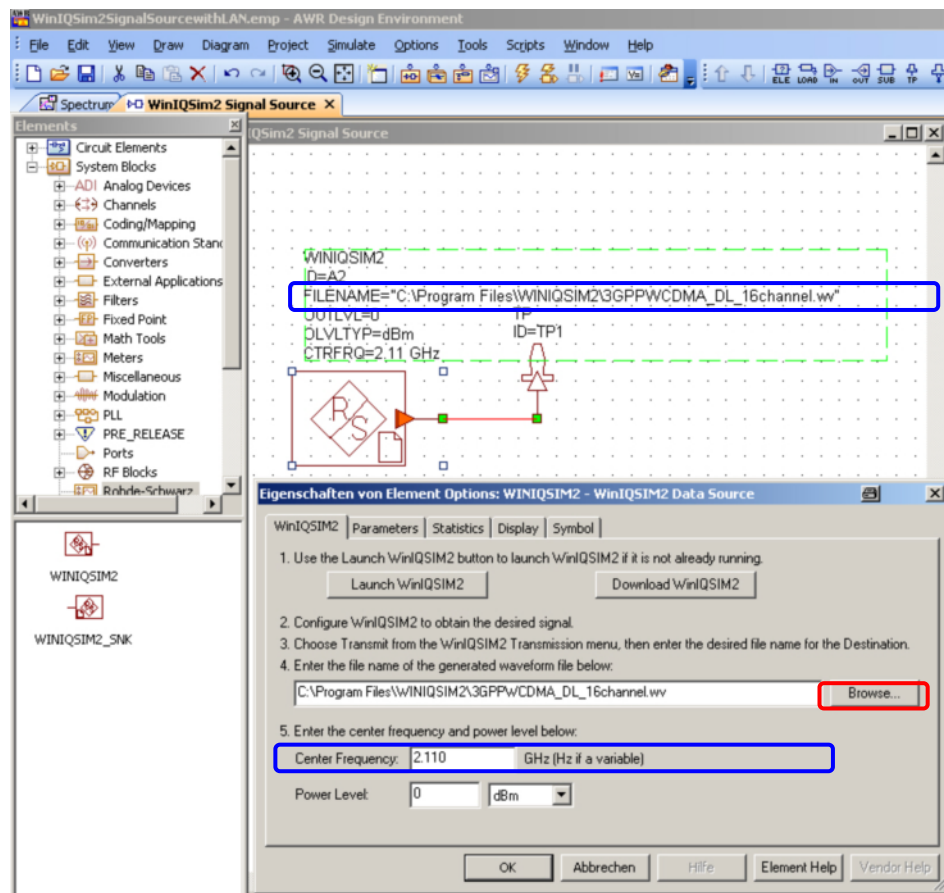 WinIQSim2SignalSourcewithLAN.emp - AWR Design Environment
File Edit View Draw Diagram Project Simulate Options Tools Scripts Window Help
ELE LOAD IN OUT SUB TP
Spectrum WinIQSim2 Signal Source X
Elements
IQSim2 Signal Source
Circuit Elements
System Blocks
ADI Analog Devices
Channels
Coding/Mapping
Communication Stand
Converters
External Applications
Filters
Fixed Point
Math Tools
Meters
Miscellaneous
Modulation
PLL
PRE_RELEASE
Ports
RF Blocks
Rohde-Schwarz
WINIQSIM2
WINIQSIM2_SNK
WINIQSIM2
ID=A2
FILENAME="C:\Program Files\WINIQSIM2\3GPPWCDMA_DL_16channel.wv"
OUTLVL=0
OLVLTYP=dBm
CTRFRQ=2.11 GHz
TP
ID=TP1
R S
Eigenschaften von Element Options: WINIQSIM2 - WinIQSIM2 Data Source
WinIQSIM2 Parameters Statistics Display Symbol
1. Use the Launch WinIQSIM2 button to launch WinIQSIM2 if it is not already running.
Launch WinIQSIM2 Download WinIQSIM2
2. Configure WinIQSIM2 to obtain the desired signal.
3. Choose Transmit from the WinIQSIM2 Transmission menu, then enter the desired file name for the Destination.
4. Enter the file name of the generated waveform file below:
C:\Program Files\WINIQSIM2\3GPPWCDMA_DL_16channel.wv Browse...
5. Enter the center frequency and power level below:
Center Frequency: 2.110 GHz (Hz if a variable)
Power Level: 0 dBm
OK Abbrechen Hilfe Element Help Vendor Help